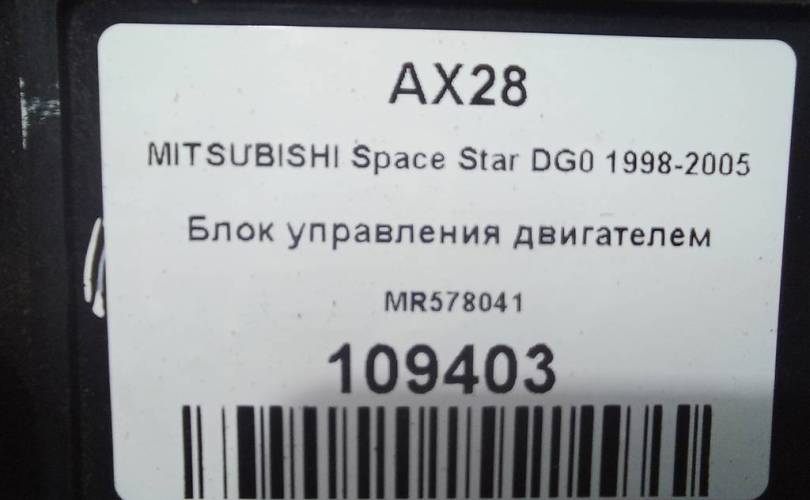 AX28
MITSUBISHI Space Star DG0 1998-2005
Блок управления двигателем
MR578041
109403